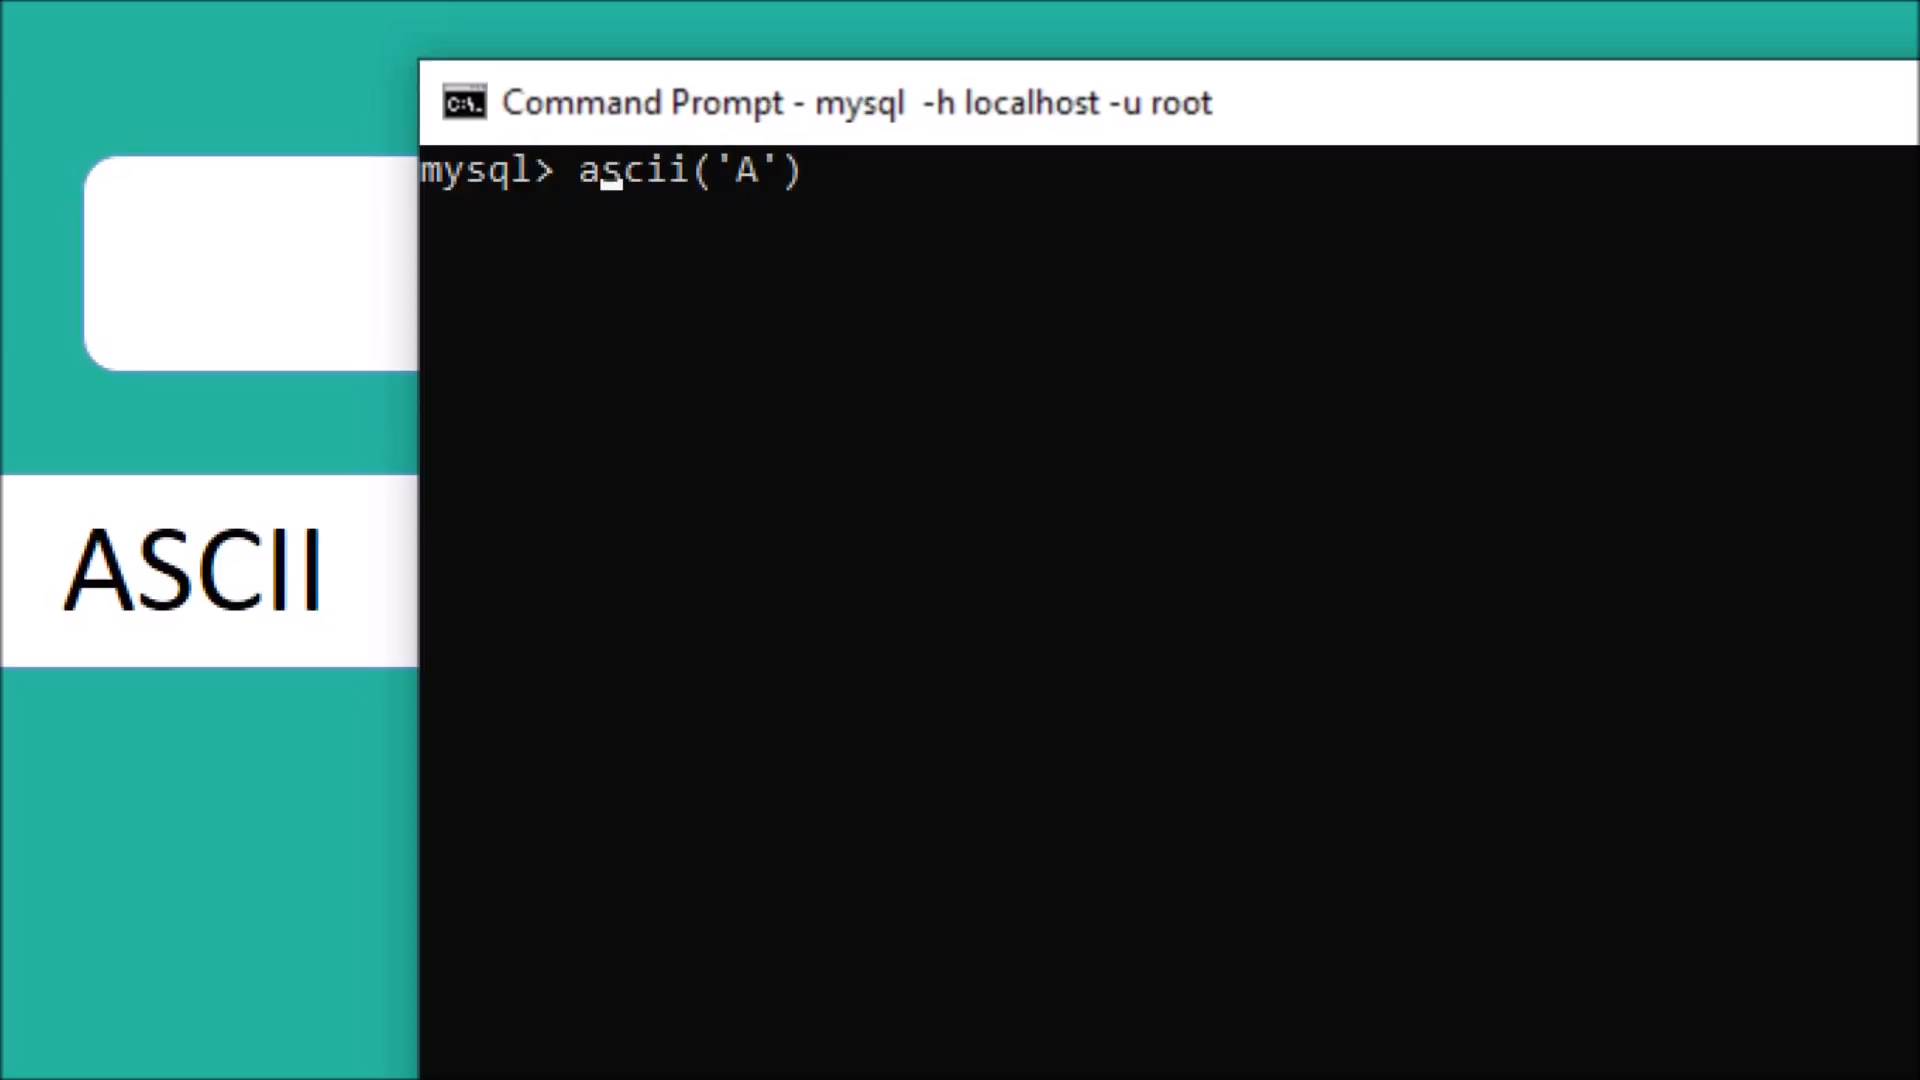 Command Prompt - mysql  -h localhost -u root
mysql> ascii('A')
ASCII